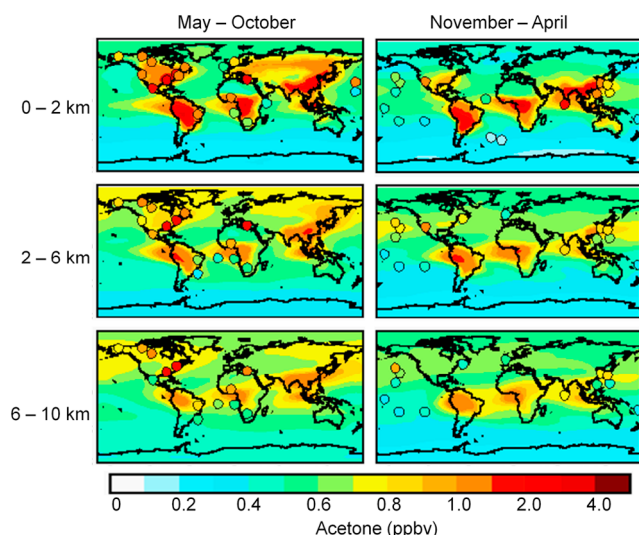 May – October November – April
0 – 2 km
2 – 6 km
6 – 10 km
0 0.2 0.4 0.6 0.8 1.0 2.0 4.0
Acetone (ppbv)